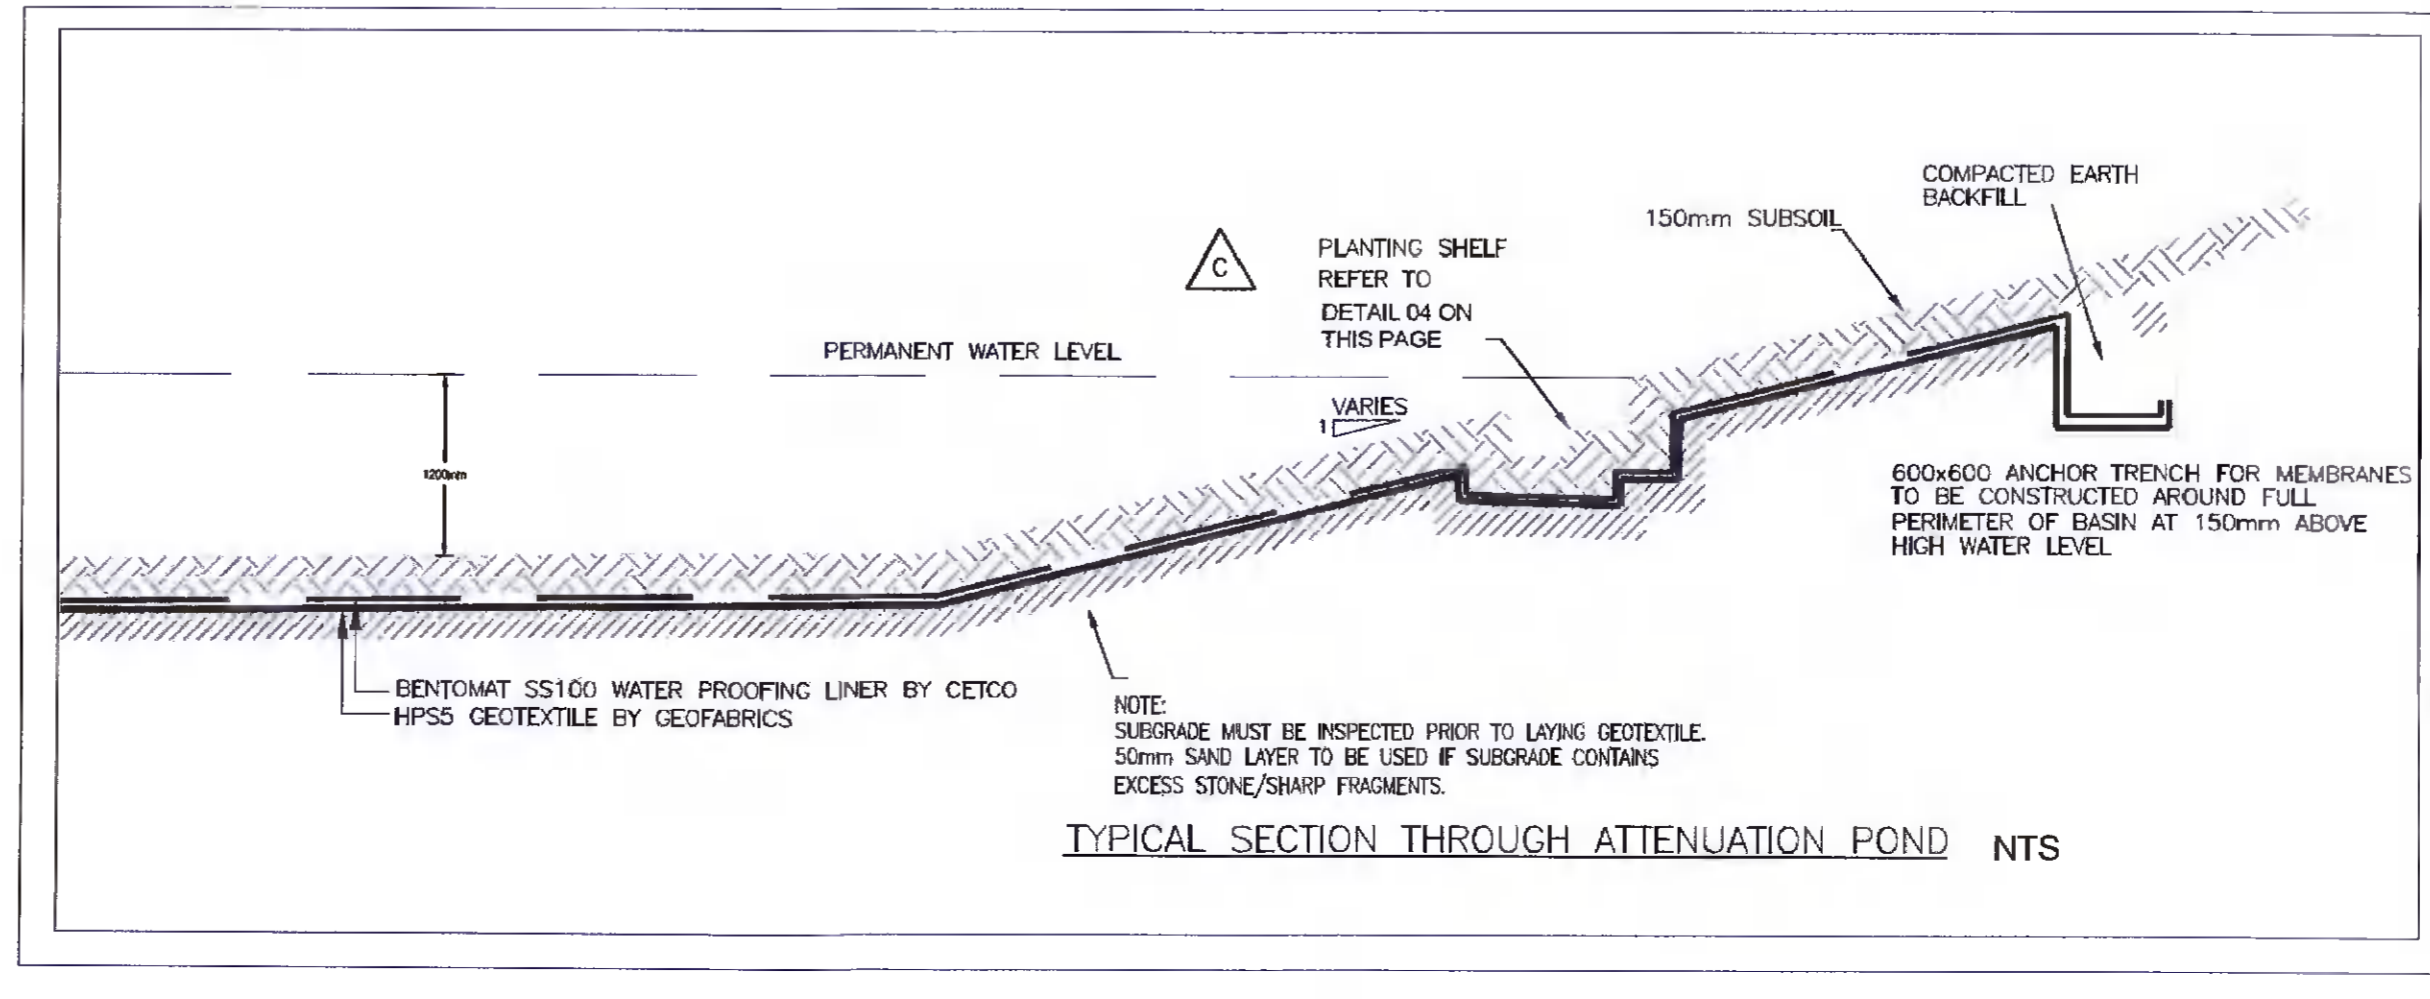 COMPACTED EARTH
BACKFILL
150mm SUBSOIL
C
PLANTING SHELF
REFER TO
DETAIL 04 ON
THIS PAGE
PERMANENT WATER LEVEL
VARIES
1
1200mm
600x600 ANCHOR TRENCH FOR MEMBRANES
TO BE CONSTRUCTED AROUND FULL
PERIMETER OF BASIN AT 150mm ABOVE
HIGH WATER LEVEL
BENTOMAT SS100 WATER PROOFING LINER BY CETCO
HPS5 GEOTEXTILE BY GEOFABRICS
NOTE:
SUBGRADE MUST BE INSPECTED PRIOR TO LAYING GEOTEXTILE.
50mm SAND LAYER TO BE USED IF SUBGRADE CONTAINS
EXCESS STONE/SHARP FRAGMENTS.
TYPICAL SECTION THROUGH ATTENUATION POND NTS